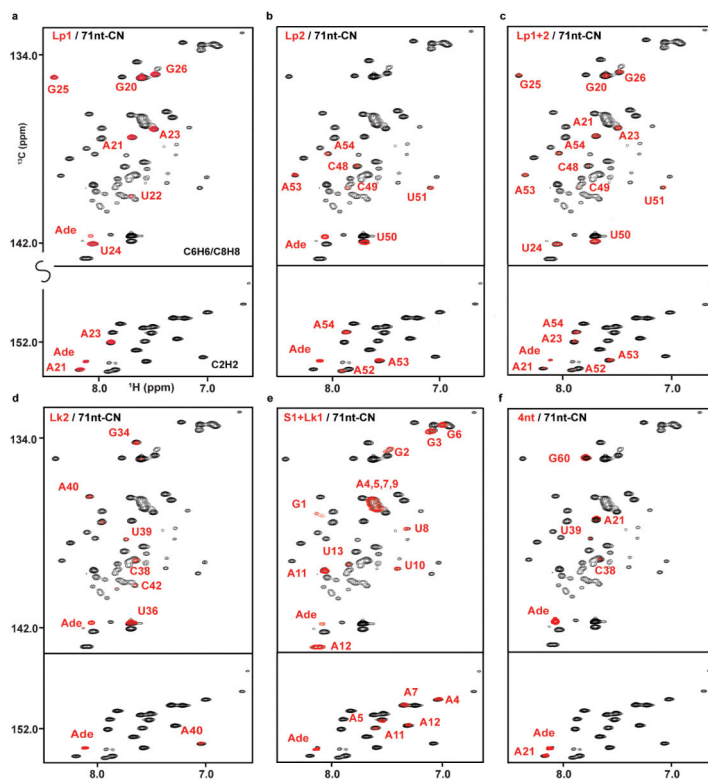 a
Lp1 / 71nt-CN
134.0
G26
G25
G20
A23
A21
U22
¹³C (ppm)
Ade
142.0
U24
C6H6/C8H8
A23
152.0
Ade
A21
C2H2
8.0
¹H (ppm)
7.0
b
Lp2 / 71nt-CN
A54
C48
A53
C49
U51
Ade
U50
A54
Ade
A53
A52
8.0
7.0
c
Lp1+2 / 71nt-CN
G26
G25
G20
A21
A23
A54
C48
A53
C49
U51
U50
U24
A54
A23
Ade
A53
A21
A52
8.0
7.0
d
Lk2 / 71nt-CN
134.0
G34
A40
U39
C38
C42
Ade
U36
142.0
152.0
Ade
A40
8.0
7.0
e
S1+Lk1 / 71nt-CN
G6
G3
G2
A4,5,7,9
G1
U8
U13
A11
U10
Ade
A12
A7
A4
A5
A12
A11
Ade
8.0
7.0
f
4nt / 71nt-CN
G60
A21
U39
C38
Ade
Ade
A21
8.0
7.0